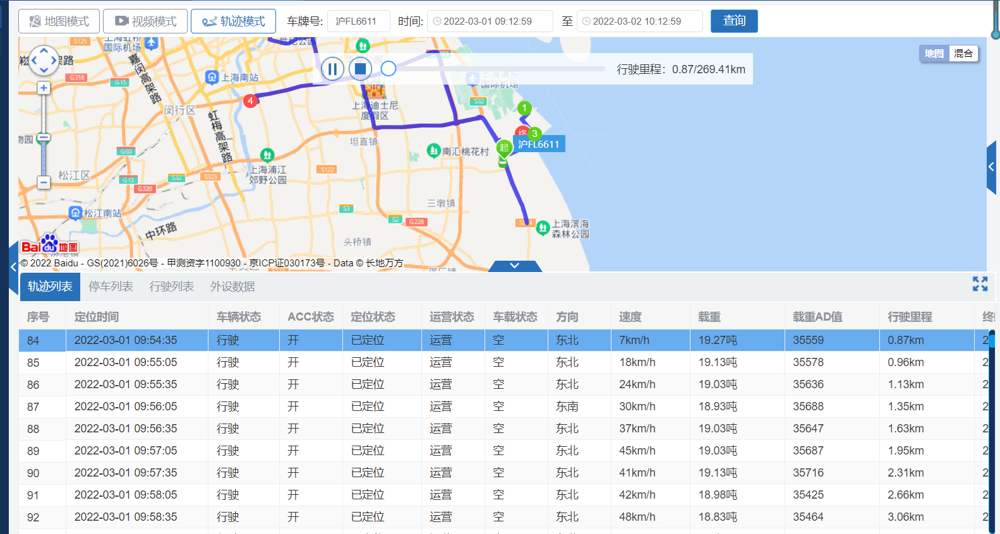 地图模式 视频模式 轨迹模式 车牌号: 沪FL6611 时间: 2022-03-01 09:12:59 至 2022-03-02 10:12:59 查询
世纪公园
S125
国际机场
嘉闵高架路
G318
G15
上海南站
4
闵行区
虹梅高架路
行驶里程：0.87/269.41km
地图 混合
国际机场
S32
上海迪士尼
度假区
1
3
起
沪FL6611
坦直镇
南汇桃花村
G60
松江区
G15
S32
S323
G320
上海浦江
郊野公园
S122
松江南站
中环路
S3
三墩镇
S2
G228
头桥镇
上海滨海
森林公园
Bai du 地图
© 2022 Baidu - GS(2021)6026号 - 甲测资字1100930 - 京ICP证030173号 - Data © 长地万方
轨迹列表 停车列表 行驶列表 外设数据
序号 定位时间 车辆状态 ACC状态 定位状态 运营状态 车载状态 方向 速度 载重 载重AD值 行驶里程
84 2022-03-01 09:54:35 行驶 开 已定位 运营 空 东北 7km/h 19.27吨 35559 0.87km 2
85 2022-03-01 09:55:05 行驶 开 已定位 运营 空 东北 18km/h 19.13吨 35578 0.96km 2
86 2022-03-01 09:55:35 行驶 开 已定位 运营 空 东北 24km/h 19.03吨 35636 1.13km 2
87 2022-03-01 09:56:05 行驶 开 已定位 运营 空 东南 30km/h 18.93吨 35688 1.35km 2
88 2022-03-01 09:56:35 行驶 开 已定位 运营 空 东北 37km/h 19.03吨 35647 1.63km 2
89 2022-03-01 09:57:05 行驶 开 已定位 运营 空 东北 45km/h 19.03吨 35687 1.95km 2
90 2022-03-01 09:57:35 行驶 开 已定位 运营 空 东北 41km/h 19.13吨 35716 2.31km 2
91 2022-03-01 09:58:05 行驶 开 已定位 运营 空 东北 42km/h 18.98吨 35425 2.66km 2
92 2022-03-01 09:58:35 行驶 开 已定位 运营 空 东北 48km/h 18.83吨 35464 3.06km 2